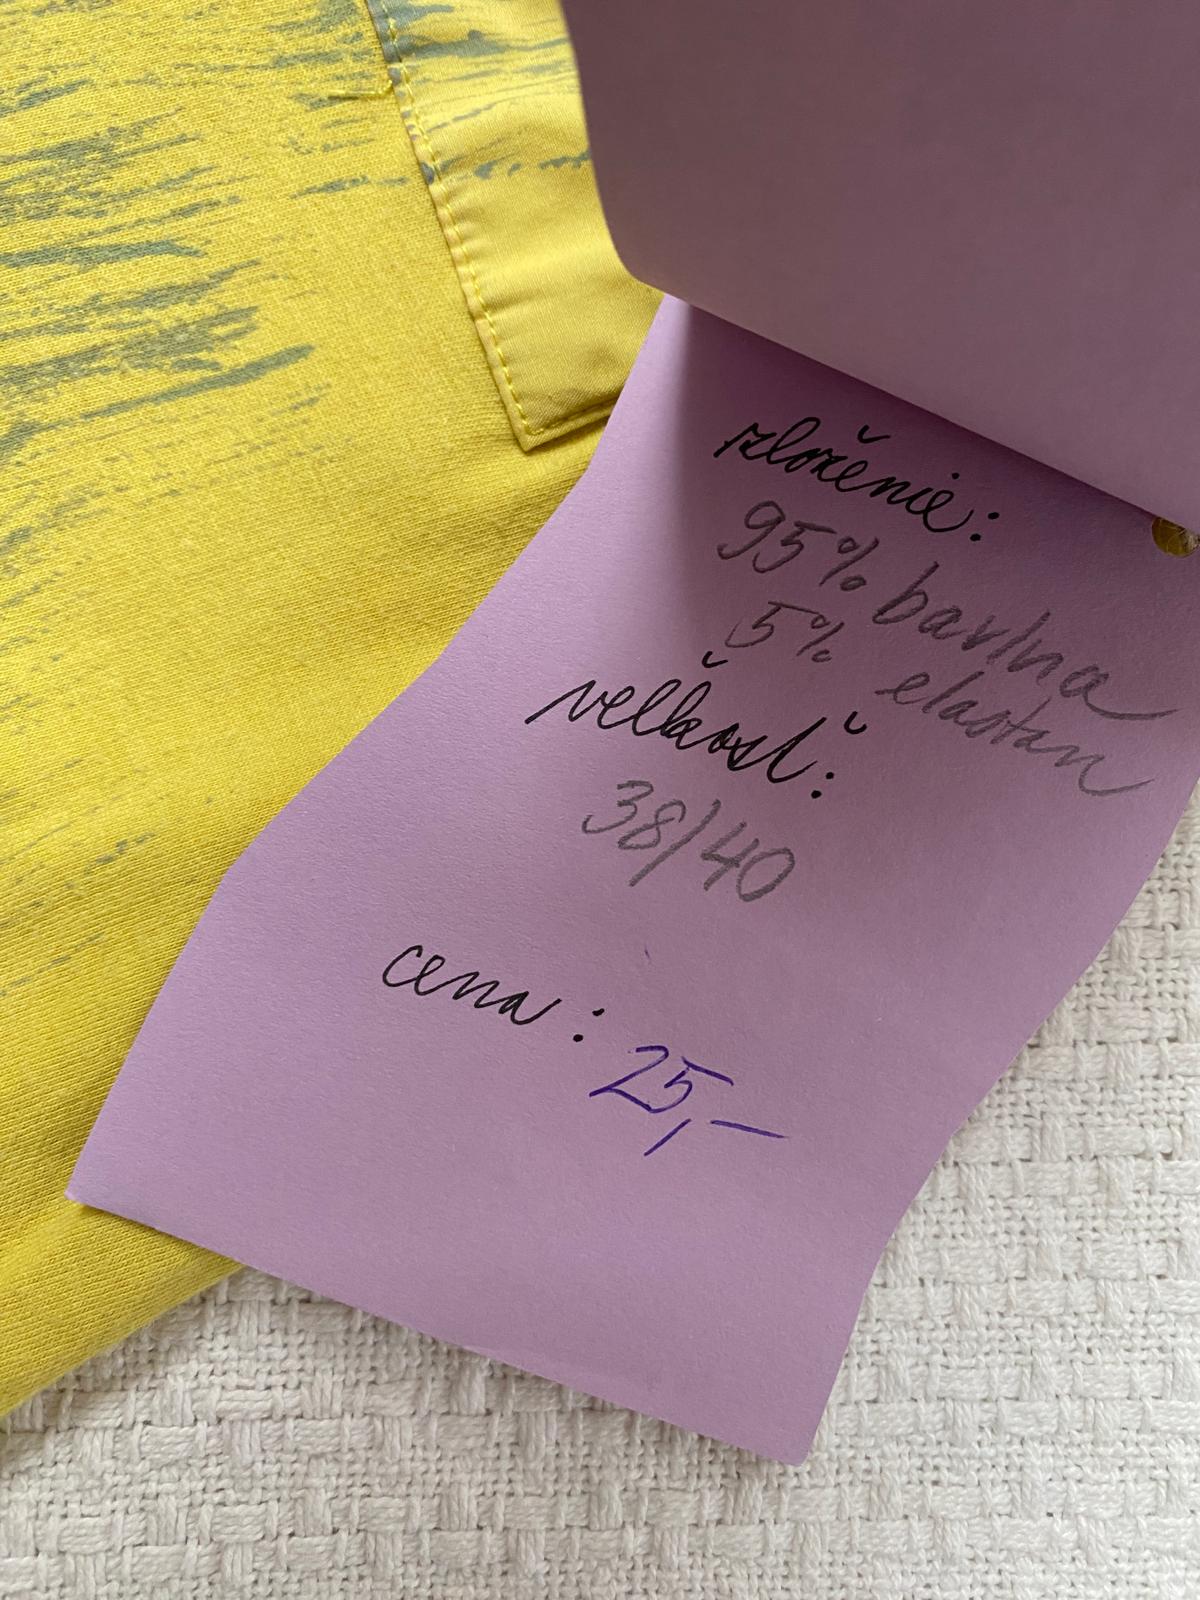 zloženie:
95% bavlna
5% elastan
veľkosť:
38/40
cena: 25,-